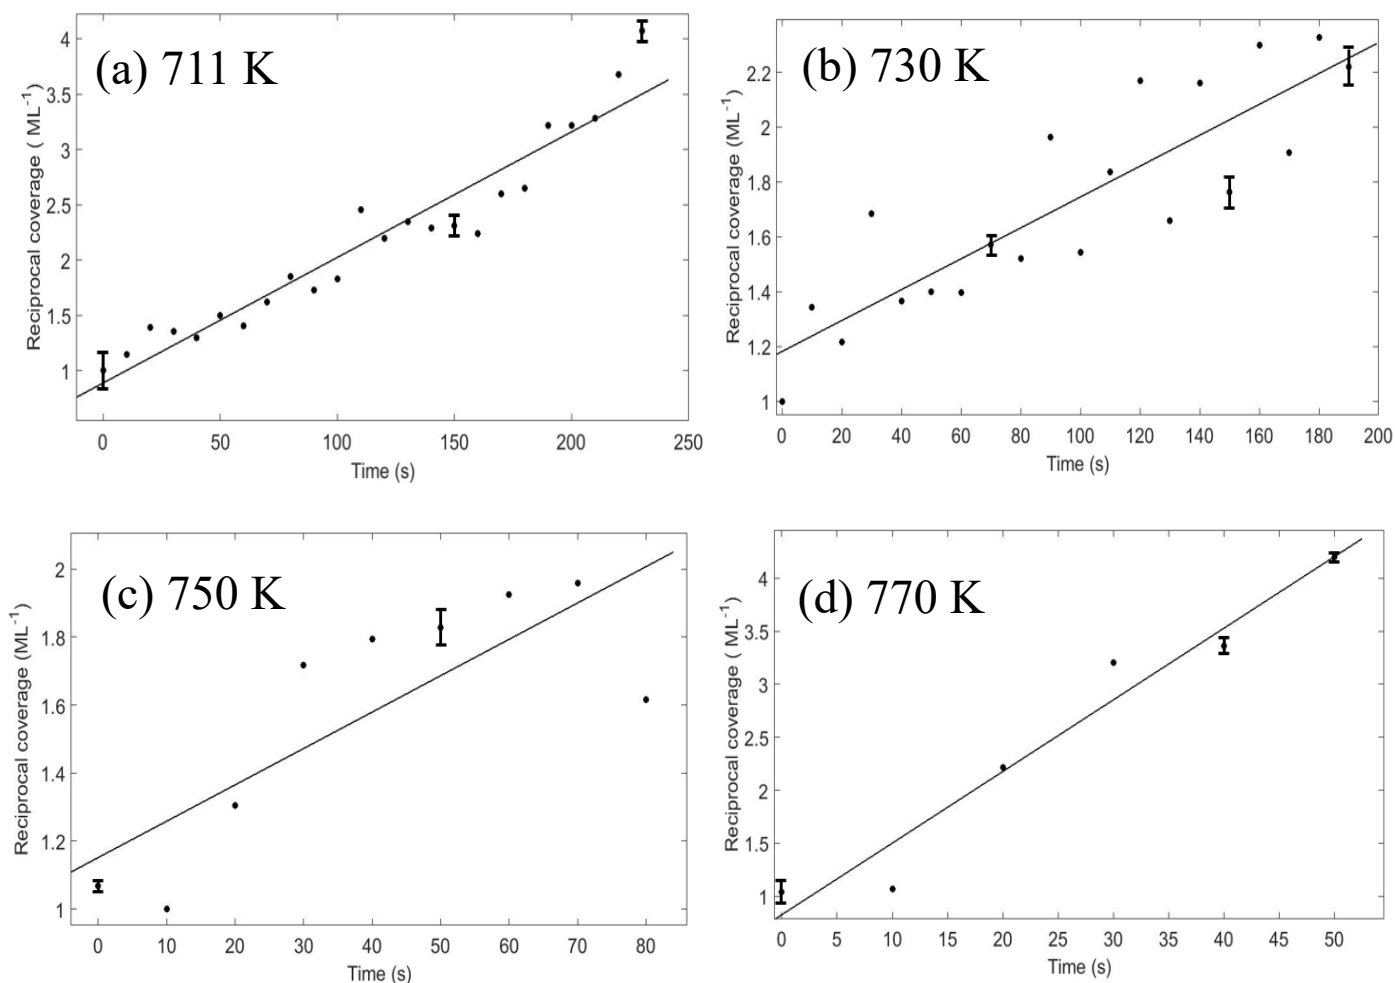 (a) 711 K
Reciprocal coverage ( ML⁻¹)
4
3.5
3
2.5
2
1.5
1
0 50 100 150 200 250
Time (s)
(b) 730 K
Reciprocal coverage (ML⁻¹)
2.2
2
1.8
1.6
1.4
1.2
1
0 20 40 60 80 100 120 140 160 180 200
Time (s)
(c) 750 K
Reciprocal coverage (ML⁻¹)
2
1.8
1.6
1.4
1.2
1
0 10 20 30 40 50 60 70 80
Time (s)
(d) 770 K
Reciprocal coverage ( ML⁻¹)
4
3.5
3
2.5
2
1.5
1
0 5 10 15 20 25 30 35 40 45 50
Time (s)